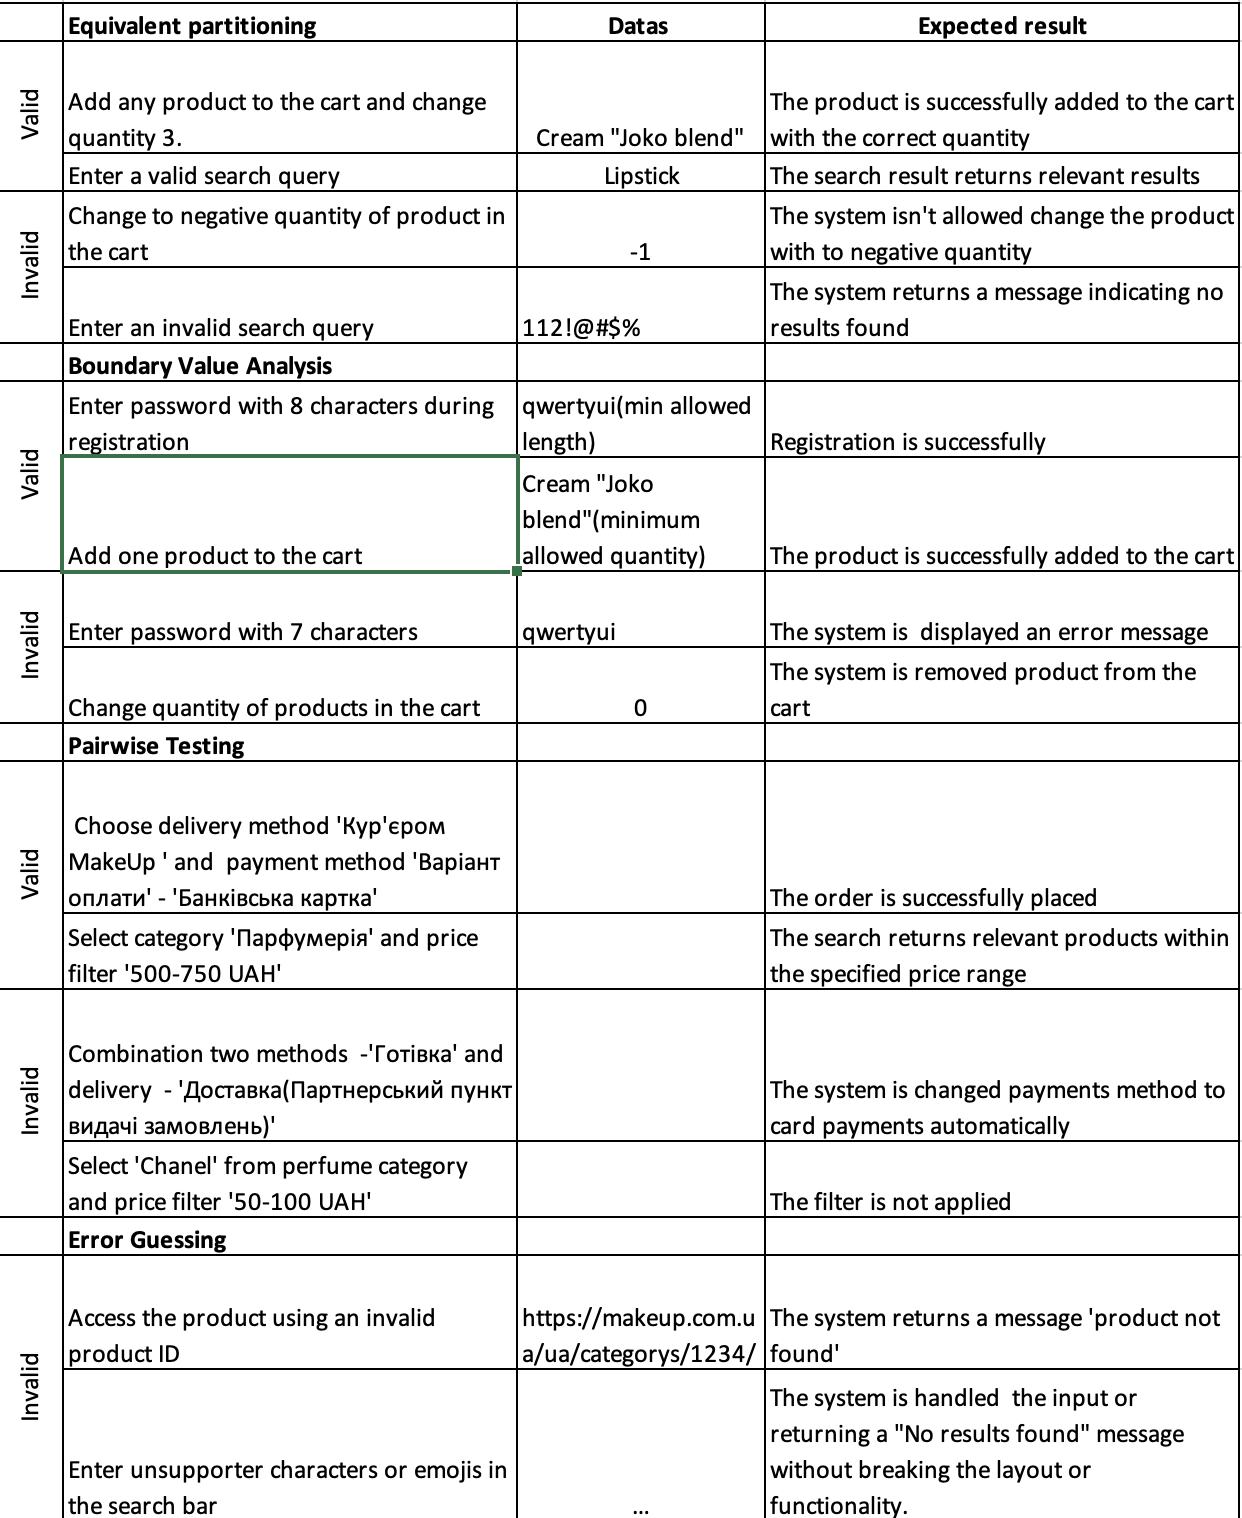 Equivalent partitioning Datas Expected result
Valid
Add any product to the cart and change
quantity 3.
Cream "Joko blend"
The product is successfully added to the cart
with the correct quantity
Enter a valid search query Lipstick The search result returns relevant results
Invalid
Change to negative quantity of product in
the cart
-1
The system isn't allowed change the product
with to negative quantity
Enter an invalid search query
112!@#$%
The system returns a message indicating no
results found
Boundary Value Analysis
Valid
Enter password with 8 characters during
registration
qwertyui(min allowed
length)
Registration is successfully
Add one product to the cart
Cream "Joko
blend"(minimum
allowed quantity)
The product is successfully added to the cart
Invalid
Enter password with 7 characters qwertyui The system is  displayed an error message
Change quantity of products in the cart
0
The system is removed product from the
cart
Pairwise Testing
Valid
Choose delivery method 'Кур'єром
MakeUp ' and  payment method 'Варіант
оплати' - 'Банківська картка'
The order is successfully placed
Select category 'Парфумерія' and price
filter '500-750 UAH'
The search returns relevant products within
the specified price range
Invalid
Combination two methods  -'Готівка' and
delivery  - 'Доставка(Партнерський пункт
видачі замовлень)'
The system is changed payments method to
card payments automatically
Select 'Chanel' from perfume category
and price filter '50-100 UAH'
The filter is not applied
Error Guessing
Invalid
Access the product using an invalid
product ID
https://makeup.com.u
a/ua/categorys/1234/
The system returns a message 'product not
found'
Enter unsupporter characters or emojis in
the search bar
...
The system is handled  the input or
returning a "No results found" message
without breaking the layout or
functionality.